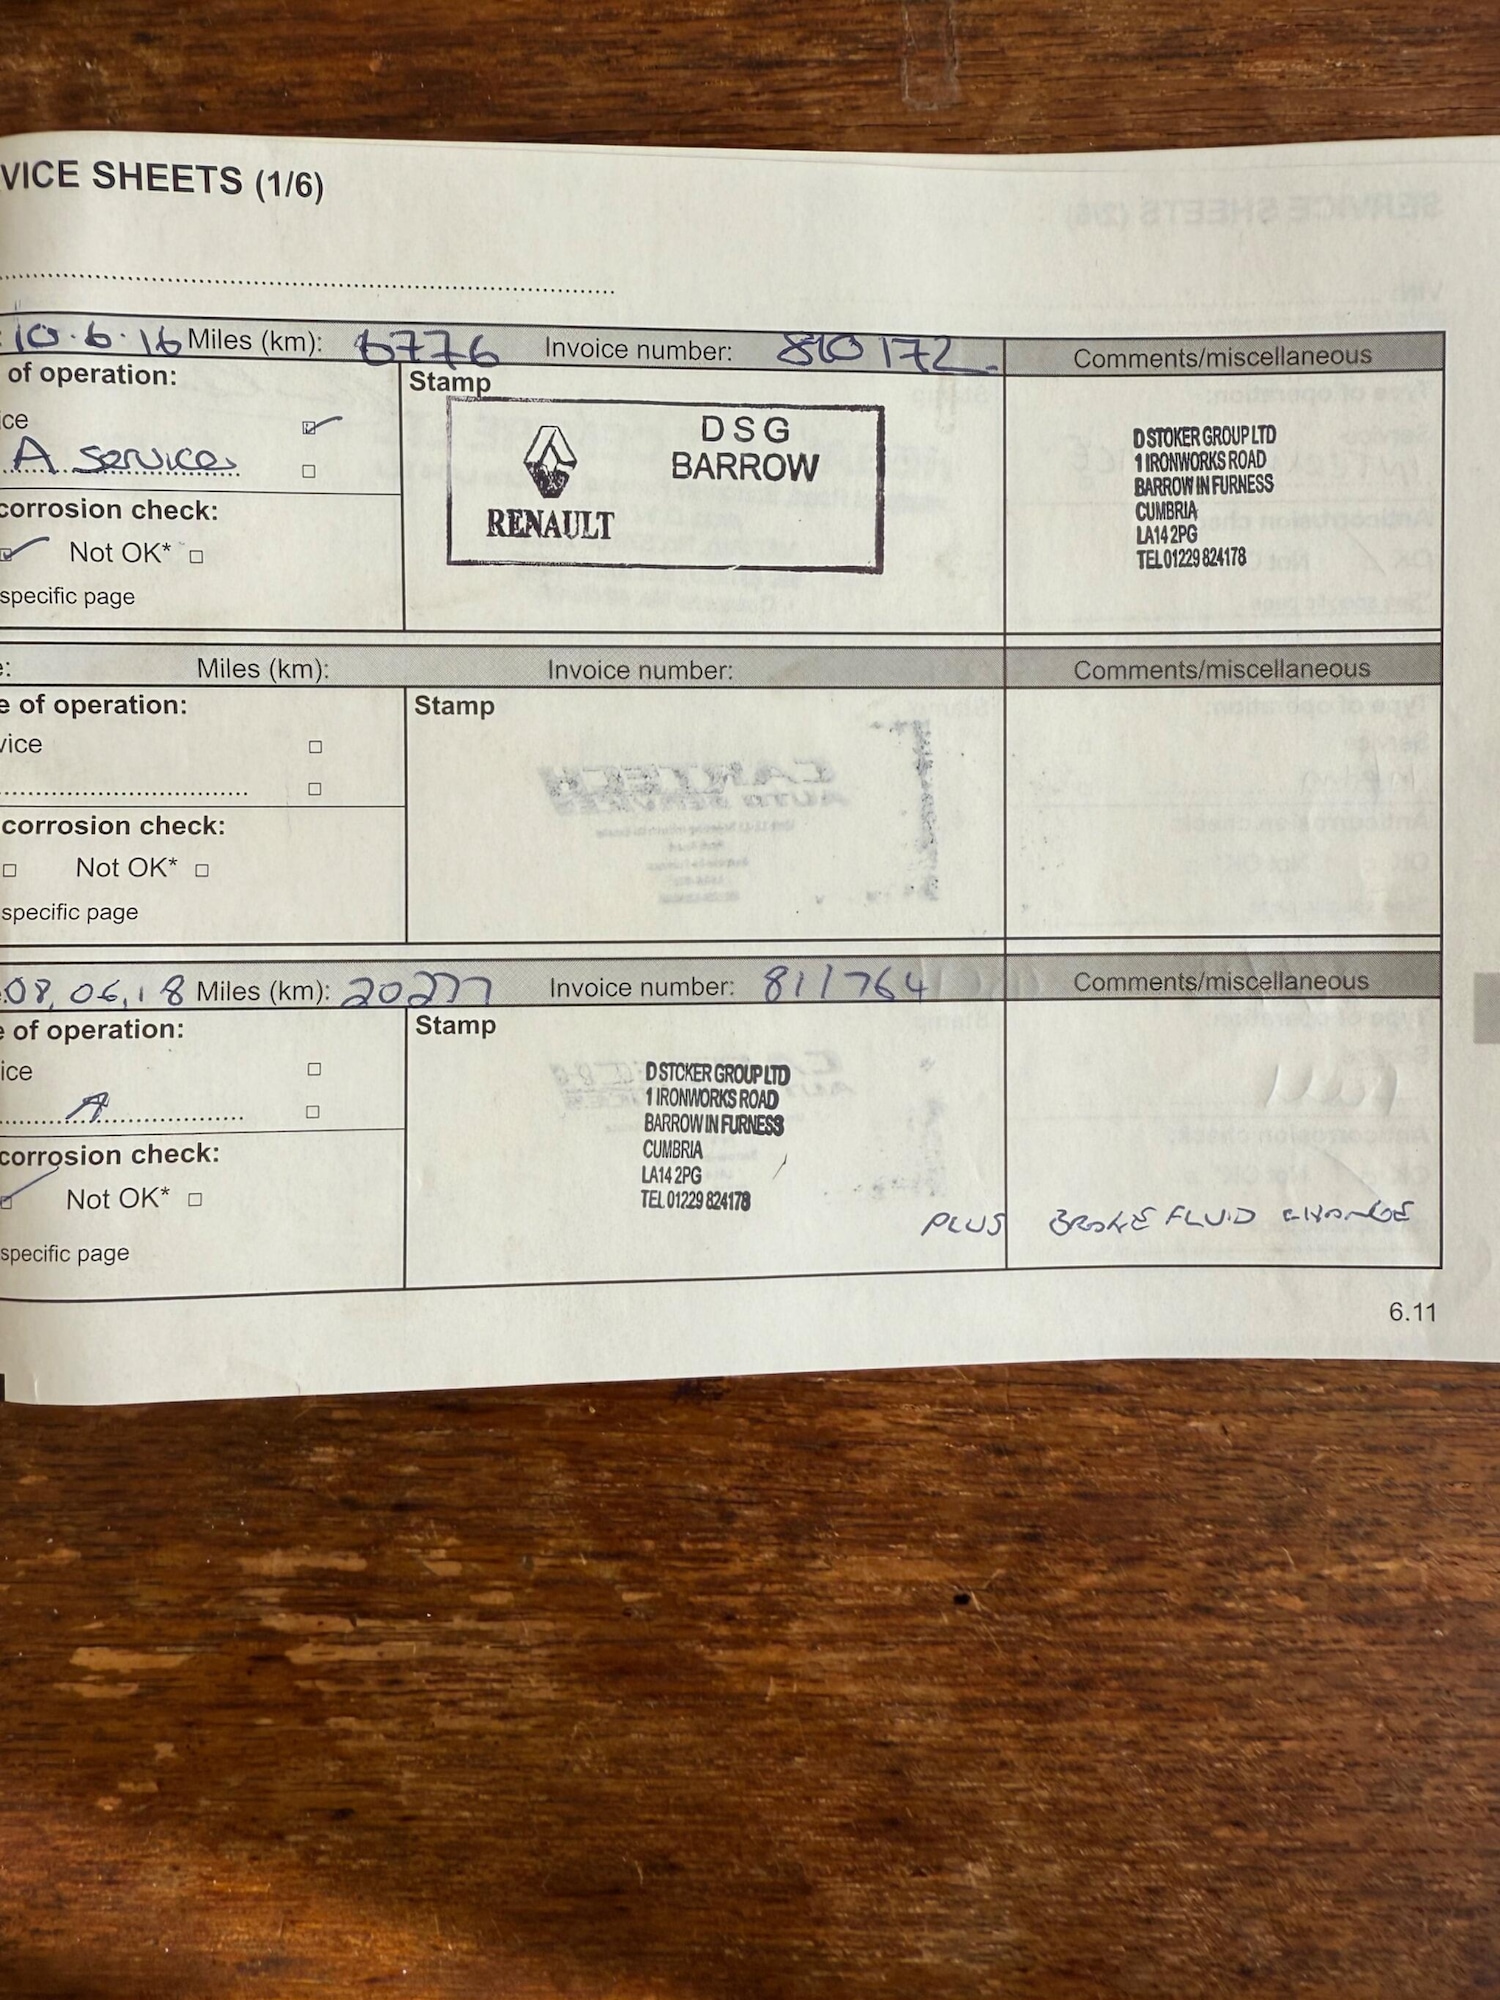 VICE SHEETS (1/6)
10.6.16 Miles (km): 6776 Invoice number: 810172 Comments/miscellaneous
of operation:
Stamp
ice
A service
corrosion check:
Not OK*
specific page
DSG
BARROW
RENAULT
D STOKER GROUP LTD
1 IRONWORKS ROAD
BARROW IN FURNESS
CUMBRIA
LA14 2PG
TEL 01229 824178
e: Miles (km): Invoice number: Comments/miscellaneous
e of operation:
Stamp
vice
corrosion check:
Not OK*
specific page
08,06,18 Miles (km): 20277 Invoice number: 811764 Comments/miscellaneous
e of operation:
Stamp
ice
A
corrosion check:
Not OK*
specific page
D STOKER GROUP LTD
1 IRONWORKS ROAD
BARROW IN FURNESS
CUMBRIA
LA14 2PG
TEL 01229 824178
PLUS BRAKE FLUID CHANGE
6.11